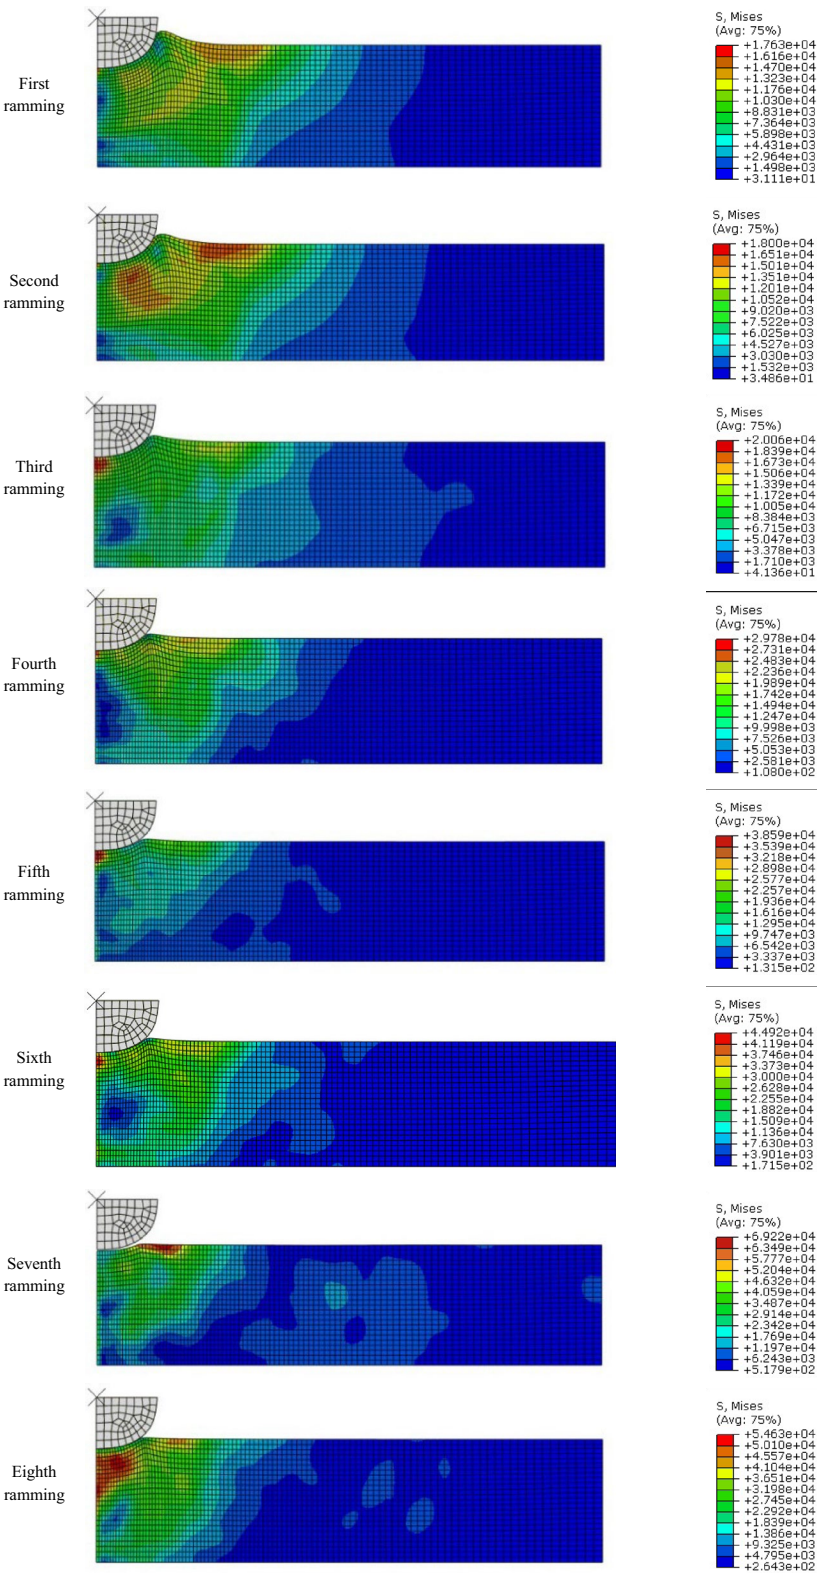 S, Mises
(Avg: 75%)
+1.763e+04
+1.616e+04
+1.470e+04
+1.323e+04
+1.176e+04
+1.030e+04
+8.831e+03
+7.364e+03
+5.898e+03
+4.431e+03
+2.964e+03
+1.498e+03
+3.111e+01
First
ramming
S, Mises
(Avg: 75%)
+1.800e+04
+1.651e+04
+1.501e+04
+1.351e+04
+1.201e+04
+1.052e+04
+9.020e+03
+7.522e+03
+6.025e+03
+4.527e+03
+3.030e+03
+1.532e+03
+3.486e+01
Second
ramming
S, Mises
(Avg: 75%)
+2.006e+04
+1.839e+04
+1.673e+04
+1.506e+04
+1.339e+04
+1.172e+04
+1.005e+04
+8.384e+03
+6.715e+03
+5.047e+03
+3.378e+03
+1.710e+03
+4.136e+01
Third
ramming
S, Mises
(Avg: 75%)
+2.978e+04
+2.731e+04
+2.483e+04
+2.236e+04
+1.989e+04
+1.742e+04
+1.494e+04
+1.247e+04
+9.998e+03
+7.526e+03
+5.053e+03
+2.581e+03
+1.080e+02
Fourth
ramming
S, Mises
(Avg: 75%)
+3.859e+04
+3.539e+04
+3.218e+04
+2.898e+04
+2.577e+04
+2.257e+04
+1.936e+04
+1.616e+04
+1.295e+04
+9.747e+03
+6.542e+03
+3.337e+03
+1.315e+02
Fifth
ramming
S, Mises
(Avg: 75%)
+4.492e+04
+4.119e+04
+3.746e+04
+3.373e+04
+3.000e+04
+2.628e+04
+2.255e+04
+1.882e+04
+1.509e+04
+1.136e+04
+7.630e+03
+3.901e+03
+1.715e+02
Sixth
ramming
S, Mises
(Avg: 75%)
+6.922e+04
+6.349e+04
+5.777e+04
+5.204e+04
+4.632e+04
+4.059e+04
+3.487e+04
+2.914e+04
+2.342e+04
+1.769e+04
+1.197e+04
+6.243e+03
+5.179e+02
Seventh
ramming
S, Mises
(Avg: 75%)
+5.463e+04
+5.010e+04
+4.557e+04
+4.104e+04
+3.651e+04
+3.198e+04
+2.745e+04
+2.292e+04
+1.839e+04
+1.386e+04
+9.325e+03
+4.795e+03
+2.643e+02
Eighth
ramming